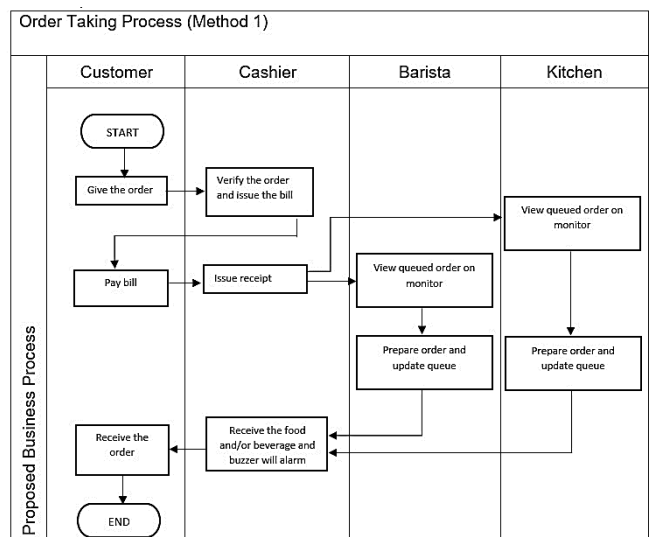 Order Taking Process (Method 1)
Proposed Business Process
Customer
Cashier
Barista
Kitchen
START
Give the order
Verify the order
and issue the bill
View queued order on
monitor
Pay bill
Issue receipt
View queued order on
monitor
Prepare order and
update queue
Prepare order and
update queue
Receive the
order
Receive the food
and/or beverage and
buzzer will alarm
END